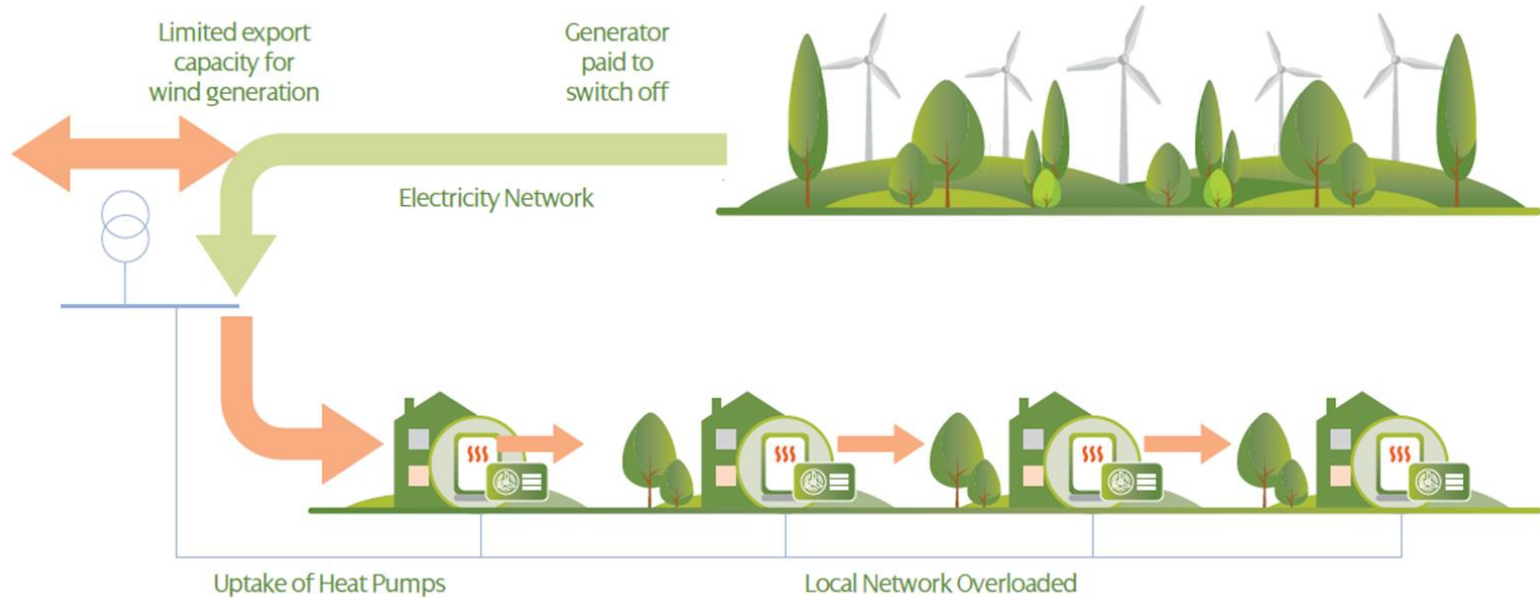 Limited export
capacity for
wind generation
Generator
paid to
switch off
Electricity Network
Uptake of Heat Pumps
Local Network Overloaded